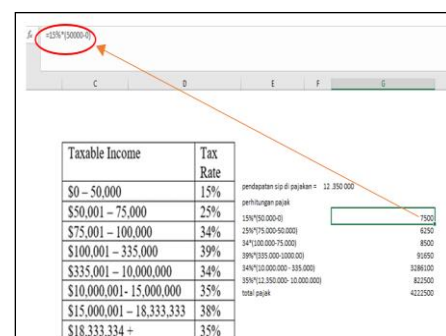 fx =15%*(50000-0)
C D E F G
Taxable Income Tax Rate
$0 – 50,000 15%
$50,001 – 75,000 25%
$75,001 – 100,000 34%
$100,001 – 335,000 39%
$335,001 – 10,000,000 34%
$10,000,001- 15,000,000 35%
$15,000,001 – 18,333,333 38%
$18,333,334 + 35%
pendapatan sip di pajakan = 12.350.000
perhitungan pajak
15%*(50.000-0) 7500
25%*(75.000-50.000) 6250
34*(100.000-75.000) 8500
39%*(335.000-1000.00) 91650
34%*(10.000.000 - 335.000) 3286100
35%*(12.350.000- 10.000.000) 822500
total pajak 4222500